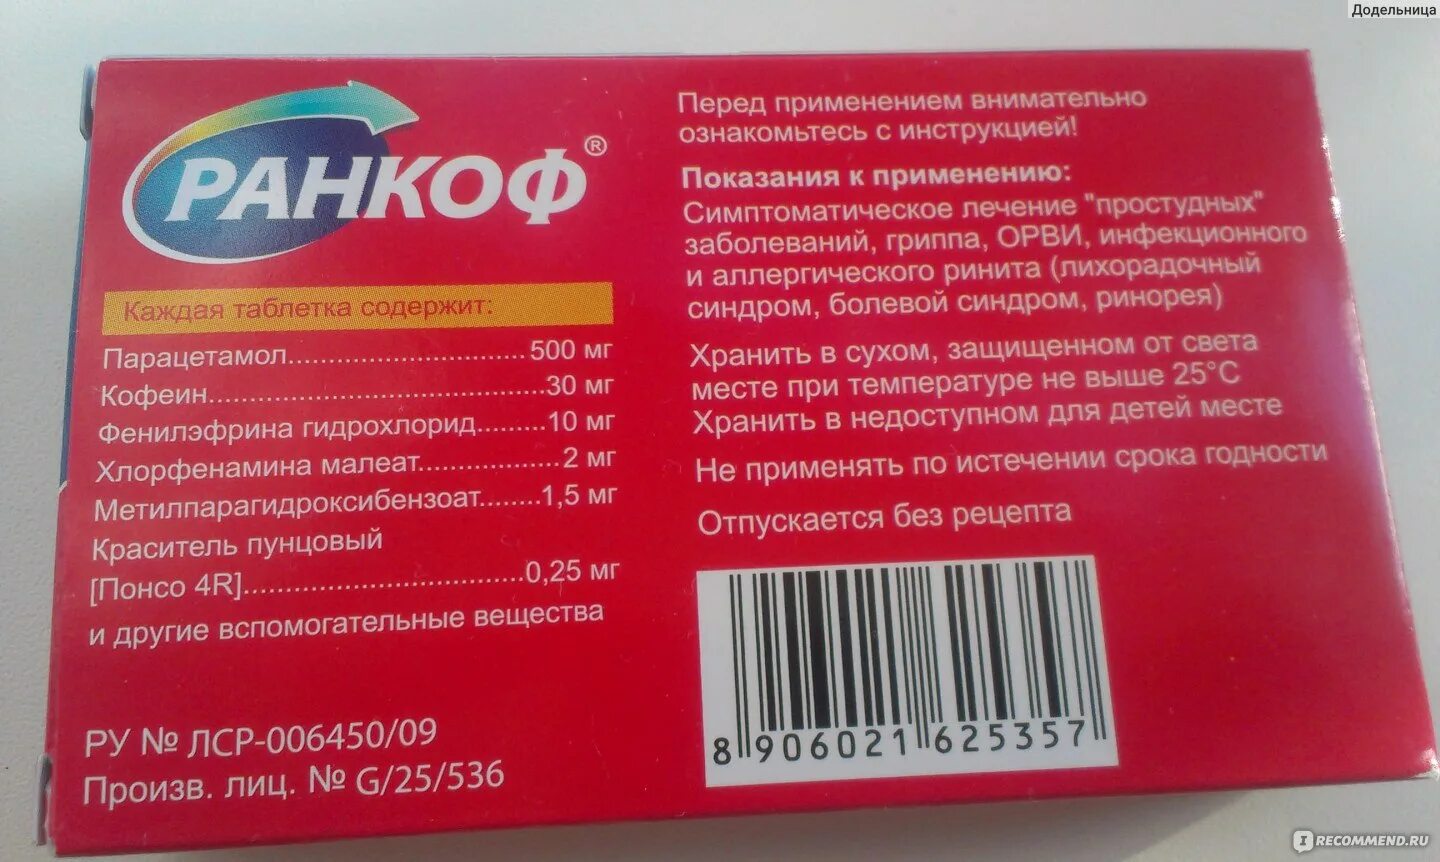 Додельница
РАНКОФ®
Каждая таблетка содержит:
Парацетамол..............................500 мг
Кофеин..........................................30 мг
Фенилэфрина гидрохлорид.........10 мг
Хлорфенамина малеат..................2 мг
Метилпарагидроксибензоат........1,5 мг
Краситель пунцовый
[Понсо 4R]...................................0,25 мг
и другие вспомогательные вещества
РУ № ЛСР-006450/09
Произв. лиц. № G/25/536
Перед применением внимательно
ознакомьтесь с инструкцией!
Показания к применению:
Симптоматическое лечение "простудных"
заболеваний, гриппа, ОРВИ, инфекционного
и аллергического ринита (лихорадочный
синдром, болевой синдром, ринорея)
Хранить в сухом, защищенном от света
месте при температуре не выше 25°С
Хранить в недоступном для детей месте
Не применять по истечении срока годности
Отпускается без рецепта
8 906021 625357
I RECOMMEND.RU